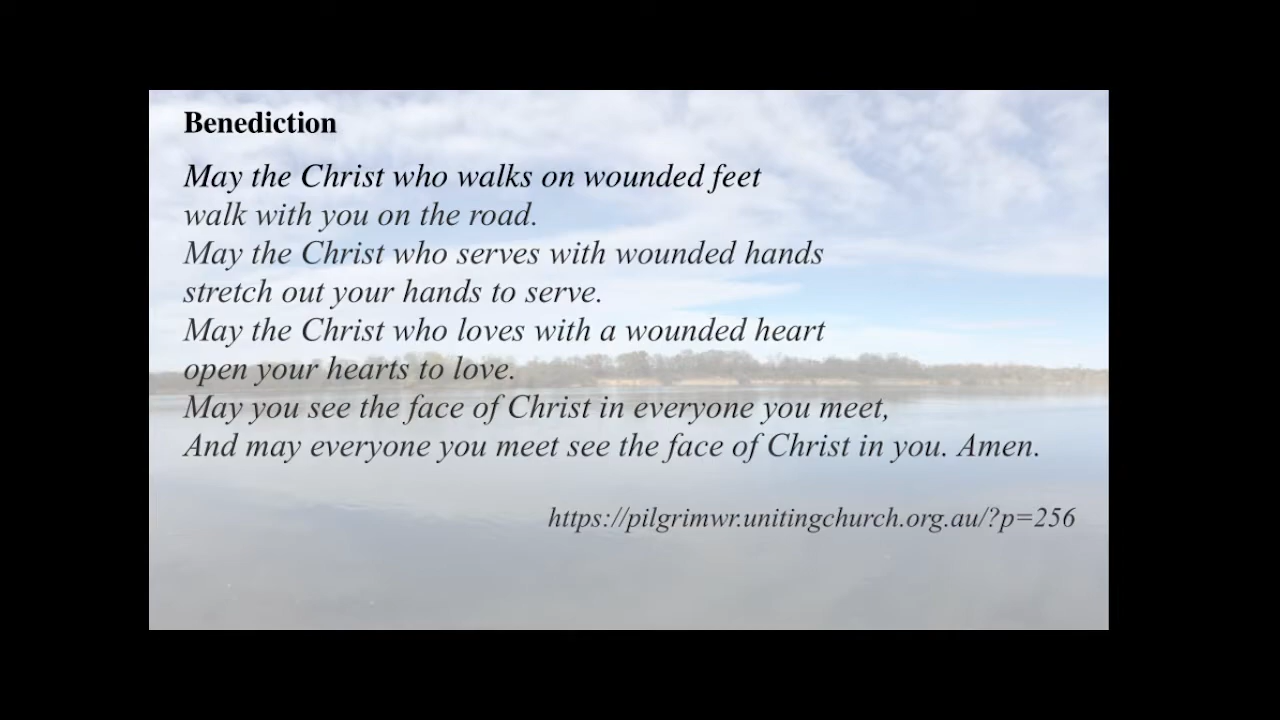 Benediction
May the Christ who walks on wounded feet
walk with you on the road.
May the Christ who serves with wounded hands
stretch out your hands to serve.
May the Christ who loves with a wounded heart
open your hearts to love.
May you see the face of Christ in everyone you meet,
And may everyone you meet see the face of Christ in you. Amen.
https://pilgrimwr.unitingchurch.org.au/?p=256